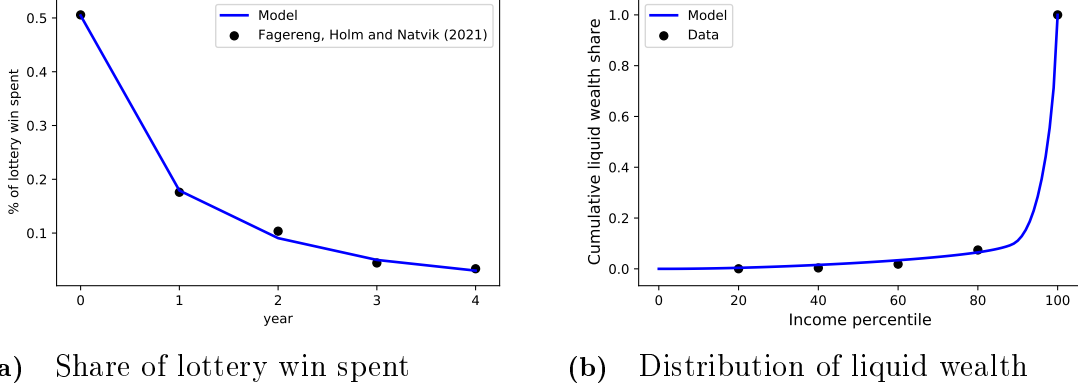 0.5
0.4
0.3
0.2
0.1
% of lottery win spent
Model
Fagereng, Holm and Natvik (2021)
0 1 2 3 4
year
a) Share of lottery win spent
1.0
0.8
0.6
0.4
0.2
0.0
Cumulative liquid wealth share
Model
Data
0 20 40 60 80 100
Income percentile
(b) Distribution of liquid wealth